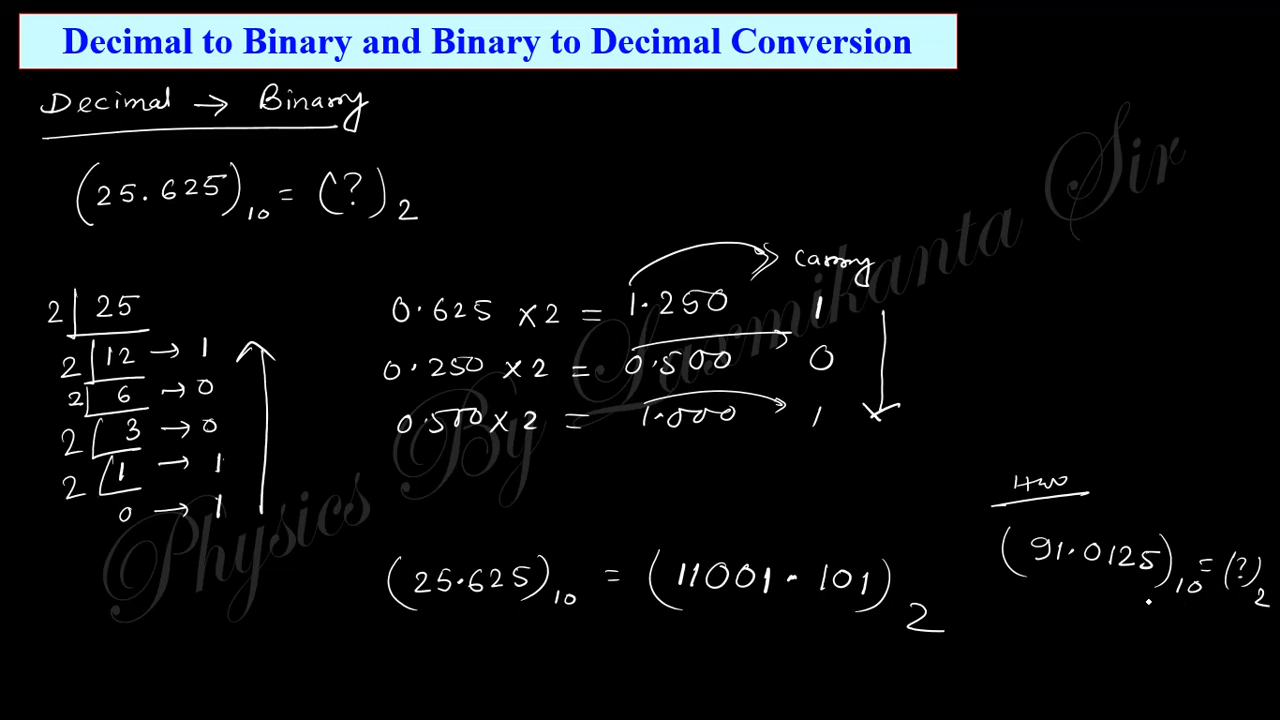 Decimal to Binary and Binary to Decimal Conversion
Decimal → Binary
(25.625)₁₀ = (?)₂
2 | 25
2 | 12 → 1
2 | 6 → 0
2 | 3 → 0
2 | 1 → 1
0 → 1
carry
0.625 × 2 = 1.250 1
0.250 × 2 = 0.500 0
0.500 × 2 = 1.000 1
(25.625)₁₀ = (11001.101)₂
HW
(91.0125)₁₀ = (?)₂
Physics By Laxmikanta Sir